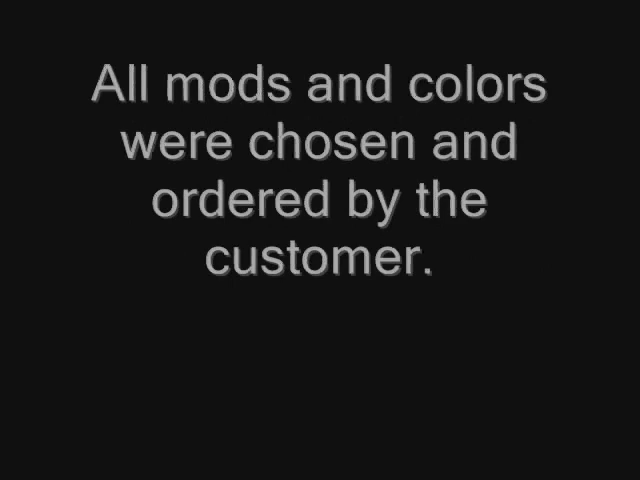 All mods and colors
were chosen and
ordered by the
customer.